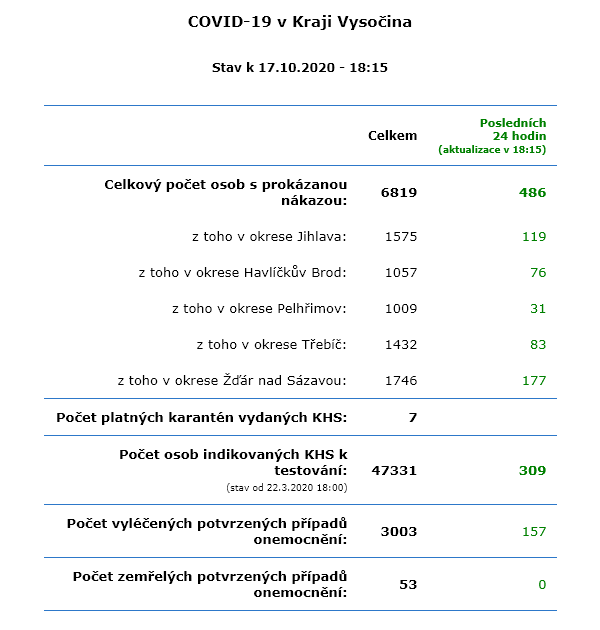 COVID-19 v Kraji Vysočina
Stav k 17.10.2020 - 18:15
Celkem
Posledních
24 hodin
(aktualizace v 18:15)
Celkový počet osob s prokázanou
nákazou: 6819 486
z toho v okrese Jihlava: 1575 119
z toho v okrese Havlíčkův Brod: 1057 76
z toho v okrese Pelhřimov: 1009 31
z toho v okrese Třebíč: 1432 83
z toho v okrese Žďár nad Sázavou: 1746 177
Počet platných karantén vydaných KHS: 7
Počet osob indikovaných KHS k
testování: 47331 309
(stav od 22.3.2020 18:00)
Počet vyléčených potvrzených případů
onemocnění: 3003 157
Počet zemřelých potvrzených případů
onemocnění: 53 0